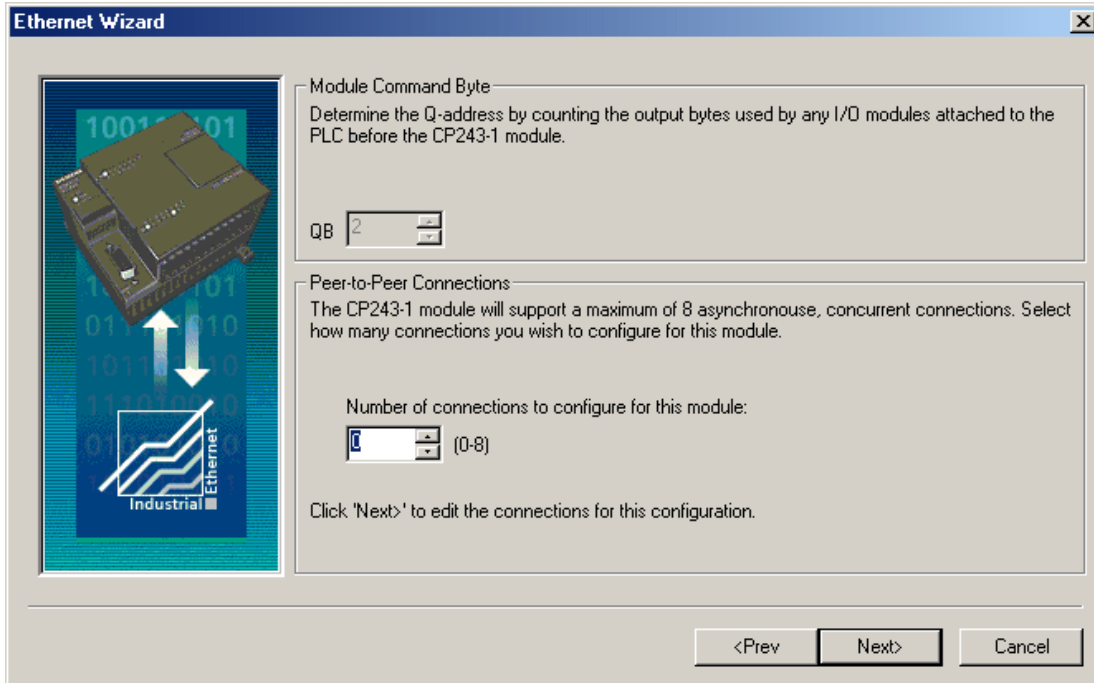 Ethernet Wizard
Module Command Byte
Determine the Q-address by counting the output bytes used by any I/O modules attached to the
PLC before the CP243-1 module.
QB 2
Peer-to-Peer Connections
The CP243-1 module will support a maximum of 8 asynchronouse, concurrent connections. Select
how many connections you wish to configure for this module.
Number of connections to configure for this module:
0 (0-8)
Click 'Next>' to edit the connections for this configuration.
Industrial
Ethernet
<Prev
Next>
Cancel